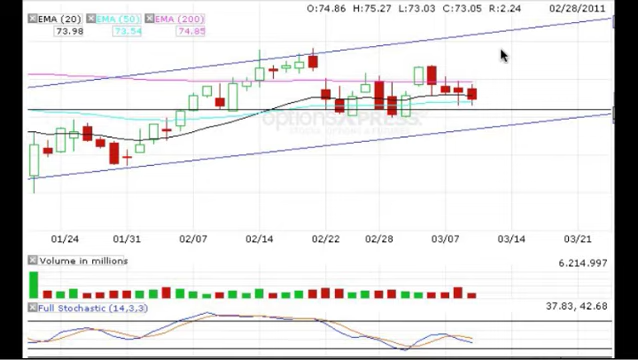 O:74.86 H:75.27 L:73.03 C:73.05 R:2.24 02/28/2011
EMA (20) EMA (50) EMA (200)
73.98 73.54 74.85
optionsXpress
01/24 01/31 02/07 02/14 02/22 02/28 03/07 03/14 03/21
Volume in millions 6.214.997
Full Stochastic (14,3,3) 37.83, 42.68